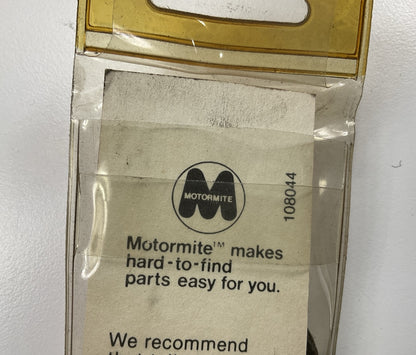 MOTORMITE
108044
Motormite™ makes
hard-to-find
parts easy for you.
We recommend